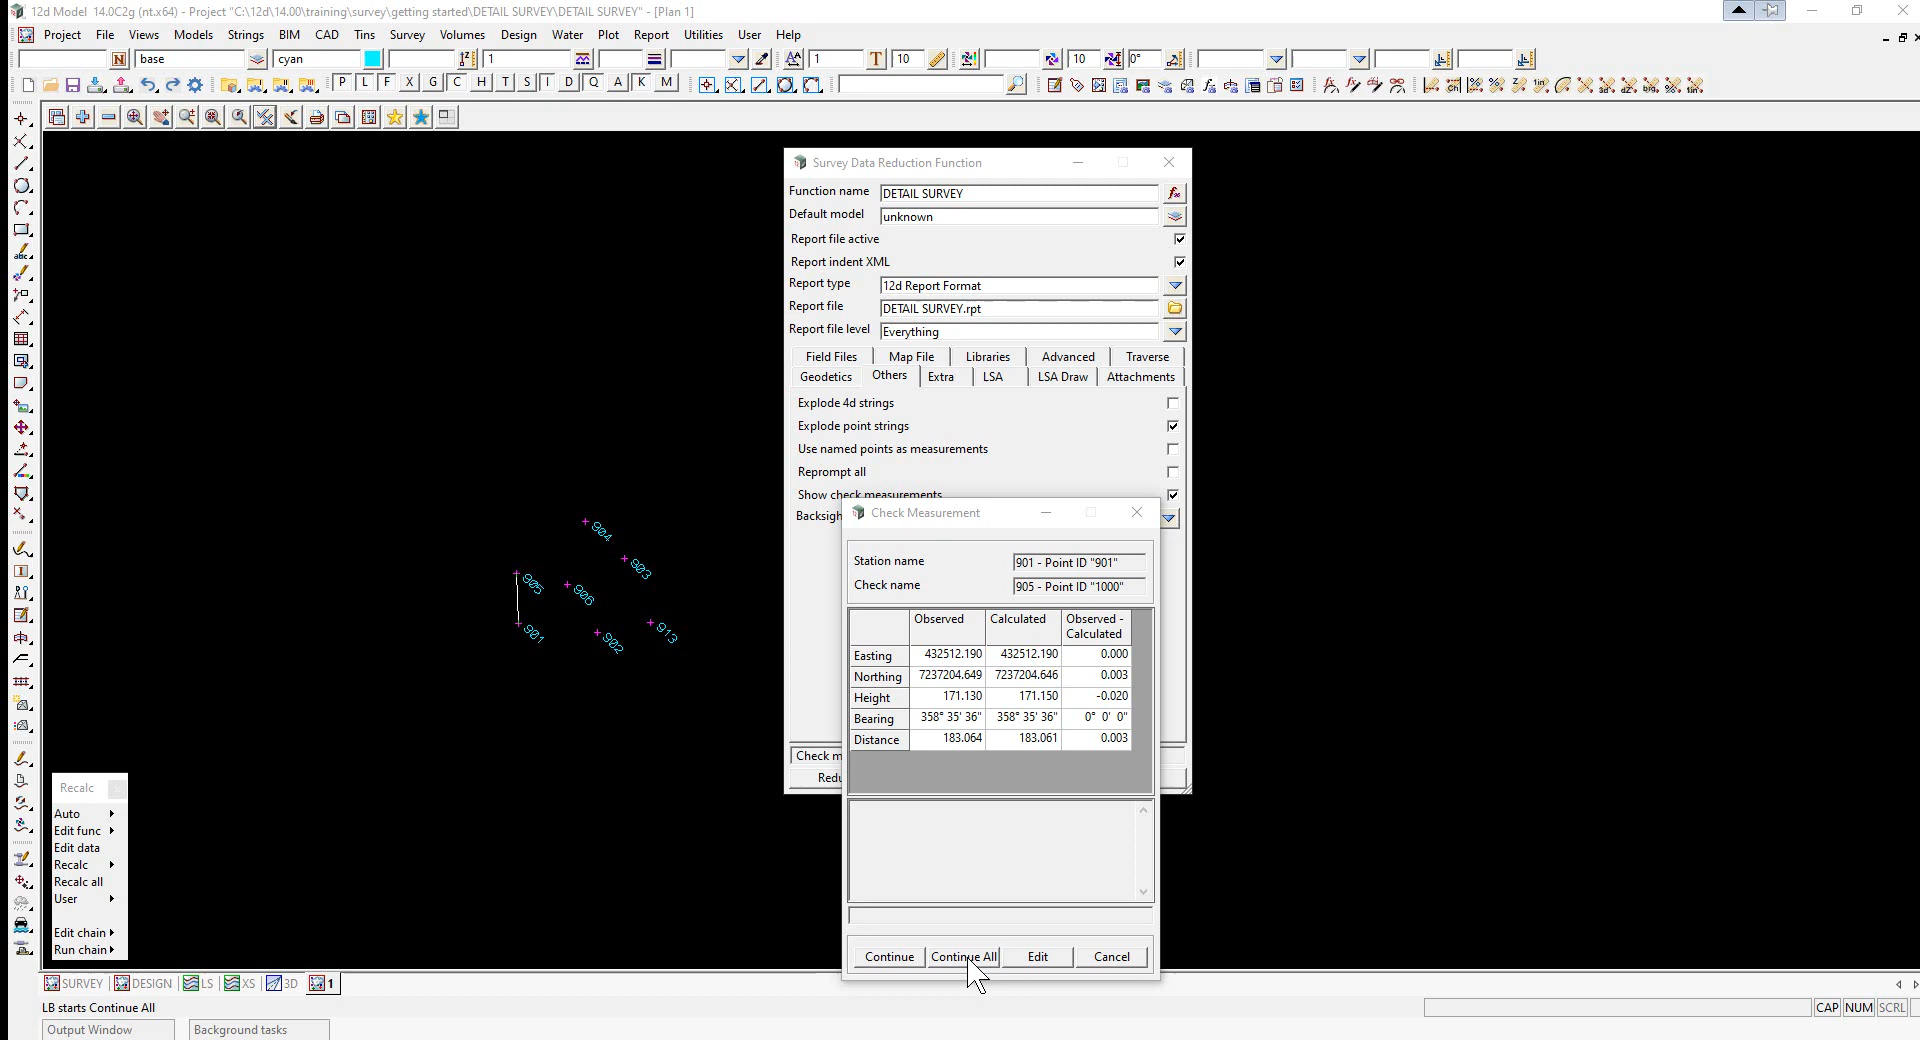 12d Model 14.0C2g (nt.x64) - Project "C:\12d\14.00\training\survey\getting started\DETAIL SURVEY\DETAIL SURVEY" - [Plan 1]
Project File Views Models Strings BIM CAD Tins Survey Volumes Design Water Plot Report Utilities User Help
base cyan 1 1 10 10 0°
P L F X G C H T S I D Q A K M
Survey Data Reduction Function
Function name DETAIL SURVEY
Default model unknown
Report file active
Report indent XML
Report type 12d Report Format
Report file DETAIL SURVEY.rpt
Report file level Everything
Field Files Map File Libraries Advanced Traverse
Geodetics Others Extra LSA LSA Draw Attachments
Explode 4d strings
Explode point strings
Use named points as measurements
Reprompt all
Show check measurements
Backsigh
Check m
Redu
904
903
905
906
901
902
913
Check Measurement
Station name 901 - Point ID "901"
Check name 905 - Point ID "1000"
Observed Calculated Observed -
Calculated
Easting 432512.190 432512.190 0.000
Northing 7237204.649 7237204.646 0.003
Height 171.130 171.150 -0.020
Bearing 358° 35' 36" 358° 35' 36" 0° 0' 0"
Distance 183.064 183.061 0.003
Continue Continue All Edit Cancel
Recalc
Auto
Edit func
Edit data
Recalc
Recalc all
User
Edit chain
Run chain
SURVEY DESIGN LS XS 3D 1
LB starts Continue All
CAP NUM SCRL
Output Window Background tasks